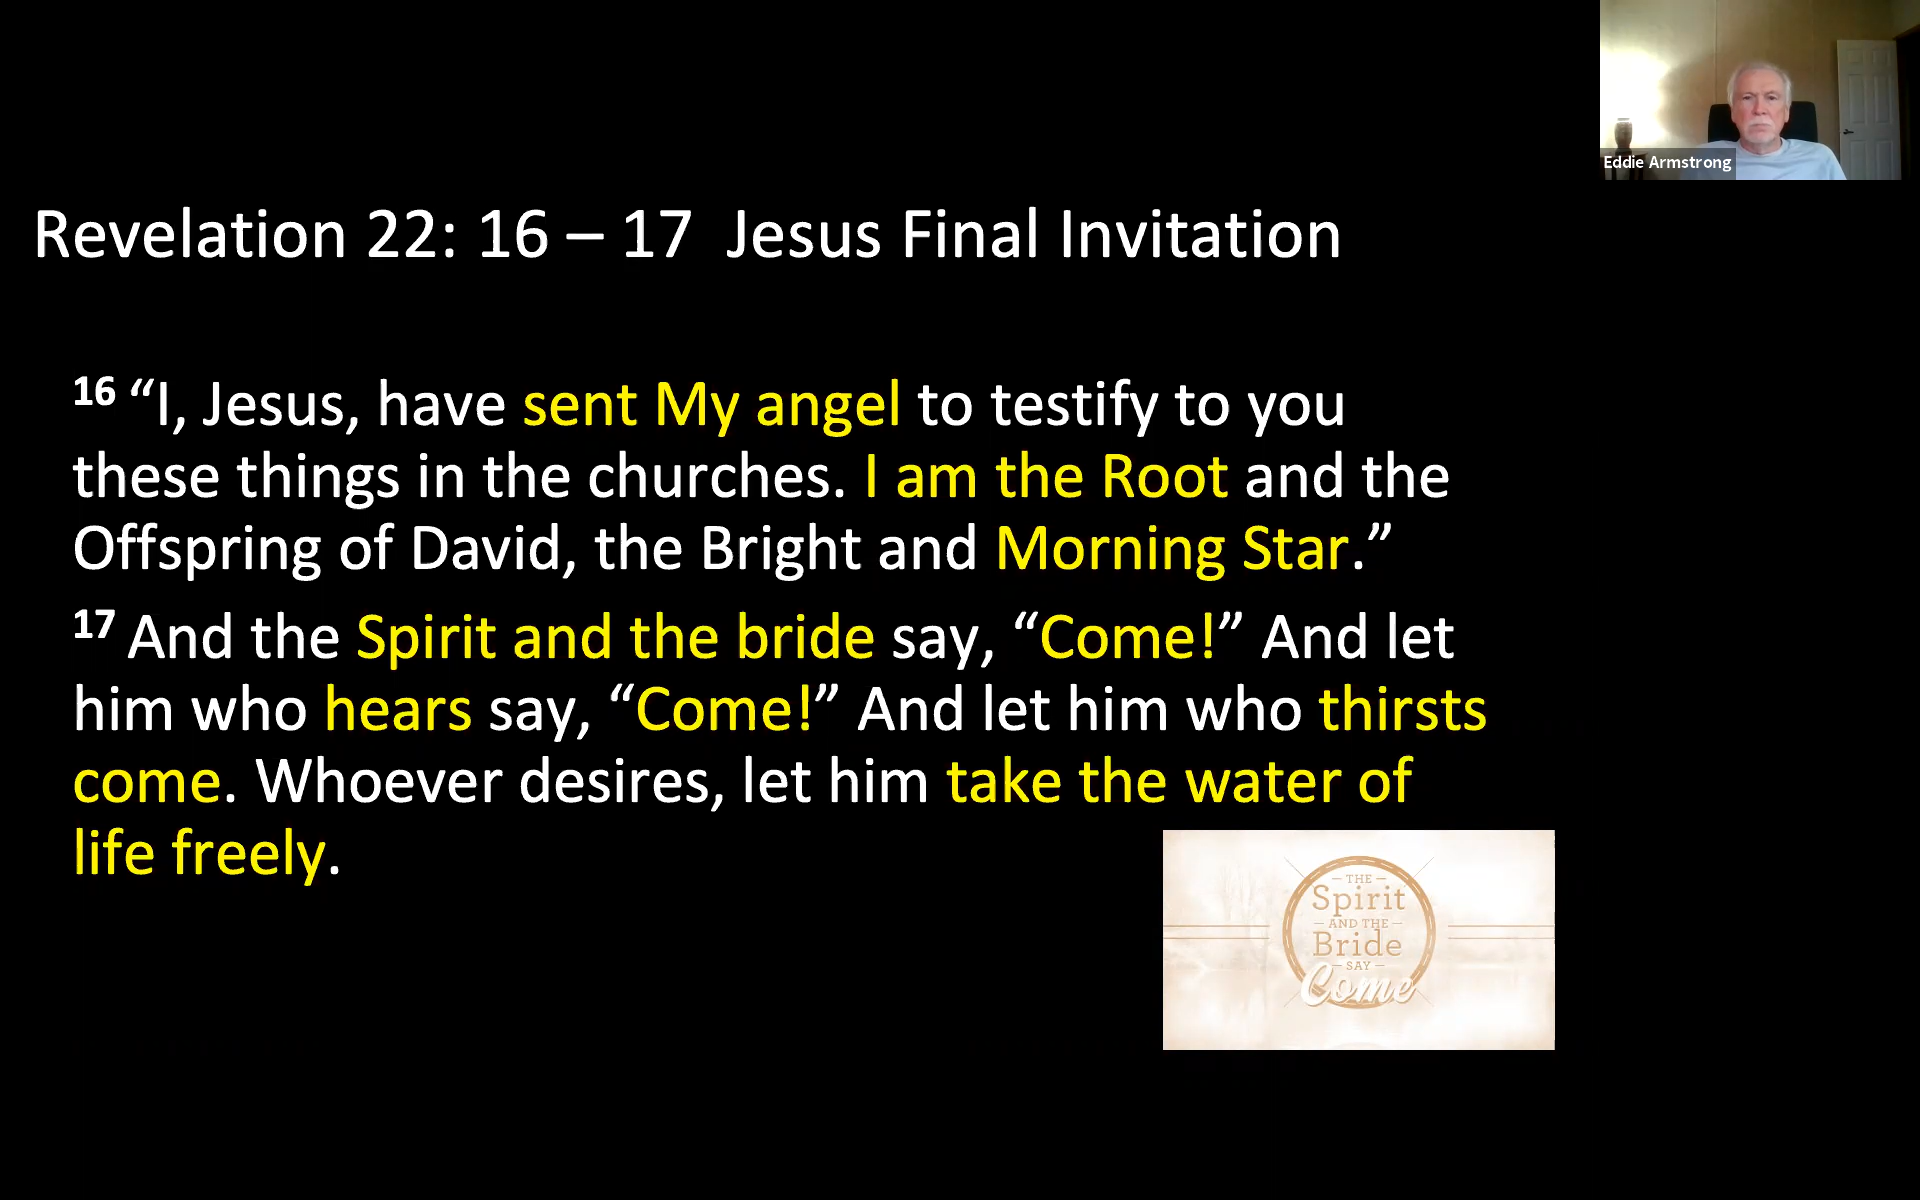 Eddie Armstrong
Revelation 22: 16 – 17  Jesus Final Invitation
16 “I, Jesus, have sent My angel to testify to you
these things in the churches. I am the Root and the
Offspring of David, the Bright and Morning Star.”
17 And the Spirit and the bride say, “Come!” And let
him who hears say, “Come!” And let him who thirsts
come. Whoever desires, let him take the water of
life freely.
– THE –
Spirit
– AND THE –
Bride
– SAY –
Come